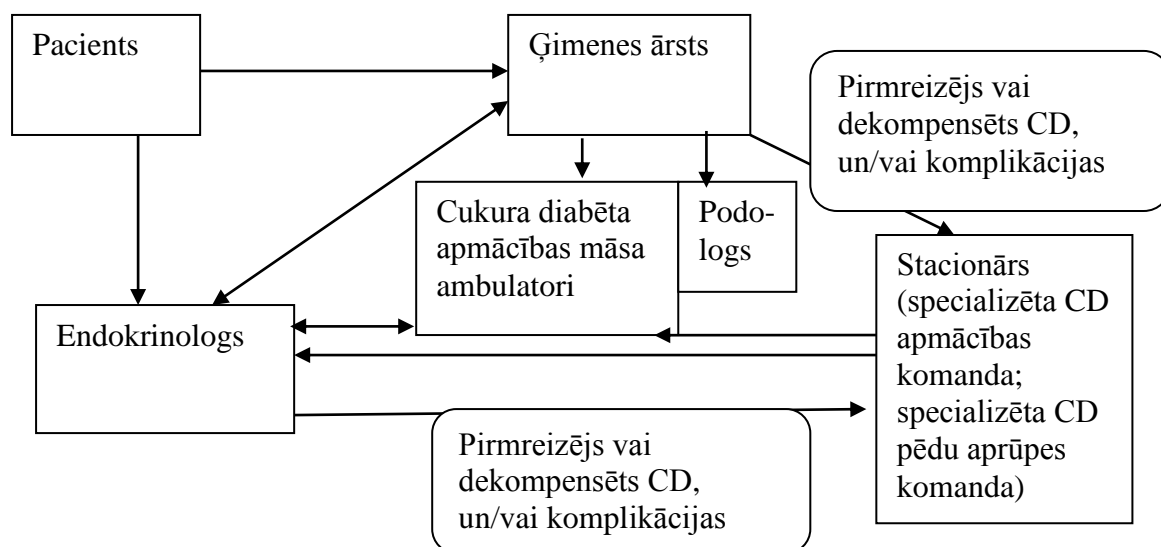 Pacients
Ģimenes ārsts
Pirmreizējs vai
dekompensēts CD,
un/vai komplikācijas
Cukura diabēta
apmācības māsa
ambulatori
Podo-
logs
Stacionārs
(specializēta CD
apmācības
komanda;
specializēta CD
pēdu aprūpes
komanda)
Endokrinologs
Pirmreizējs vai
dekompensēts CD,
un/vai komplikācijas